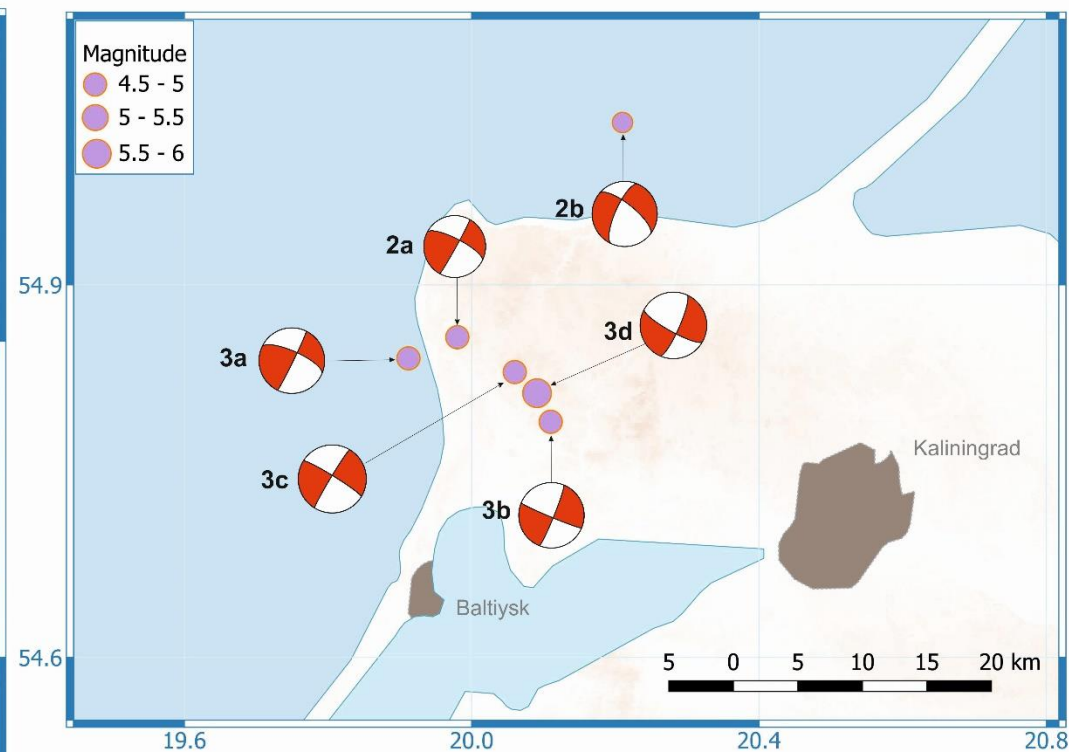 Magnitude
4.5 - 5
5 - 5.5
5.5 - 6
2b
2a
54.9
3d
3a
Kaliningrad
3c
3b
Baltiysk
54.6
5 0 5 10 15 20 km
19.6 20.0 20.4 20.8